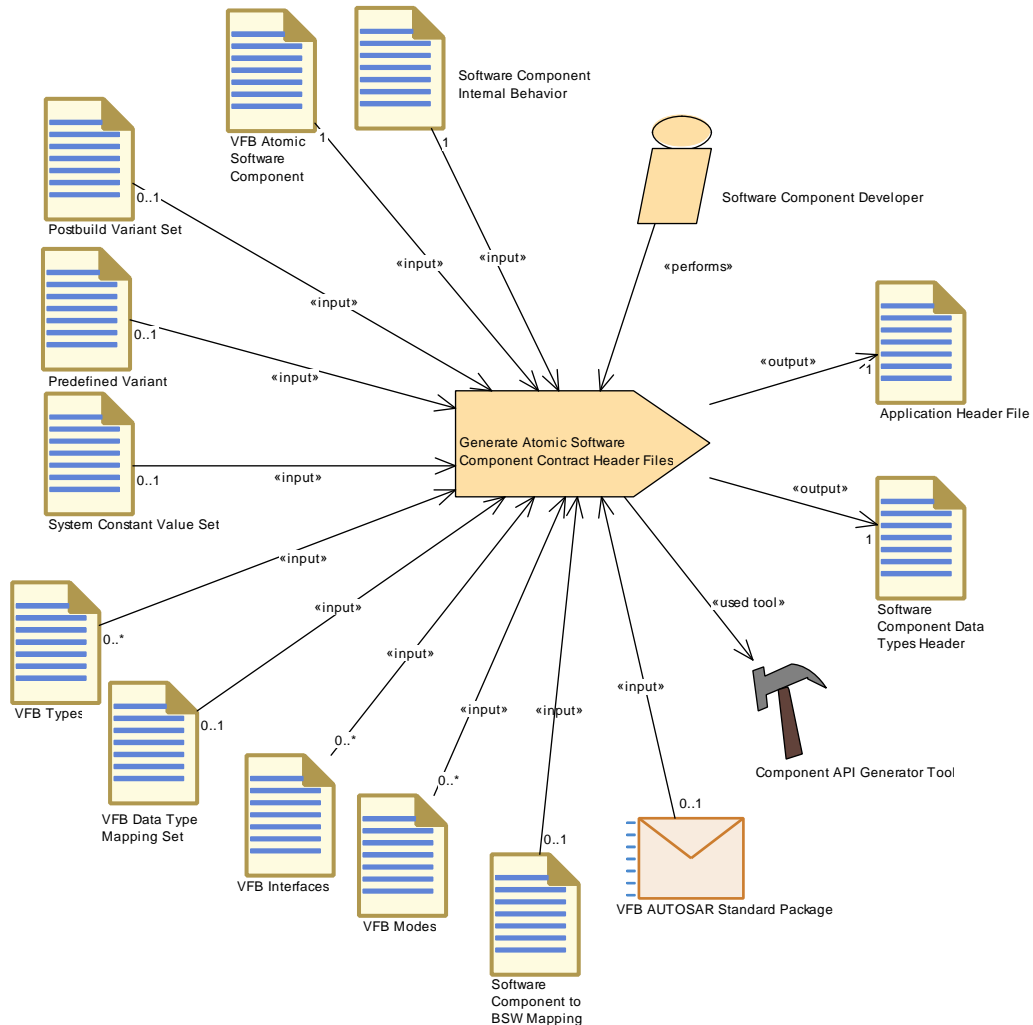 Software Component
Internal Behavior
1
VFB Atomic
Software
Component
1
Postbuild Variant Set
0..1
Software Component Developer
«input»
«input»
«performs»
«input»
Predefined Variant
0..1
«input»
«output»
1
Application Header File
Generate Atomic Software
Component Contract Header Files
System Constant Value Set
0..1
«input»
«output»
1
Software
Component Data
Types Header
VFB Types
0..*
«input»
VFB Data Type
Mapping Set
0..1
«input»
VFB Interfaces
0..*
«input»
VFB Modes
0..*
«input»
Software
Component to
BSW Mapping
0..1
«input»
«input»
0..1
VFB AUTOSAR Standard Package
«used tool»
Component API Generator Tool